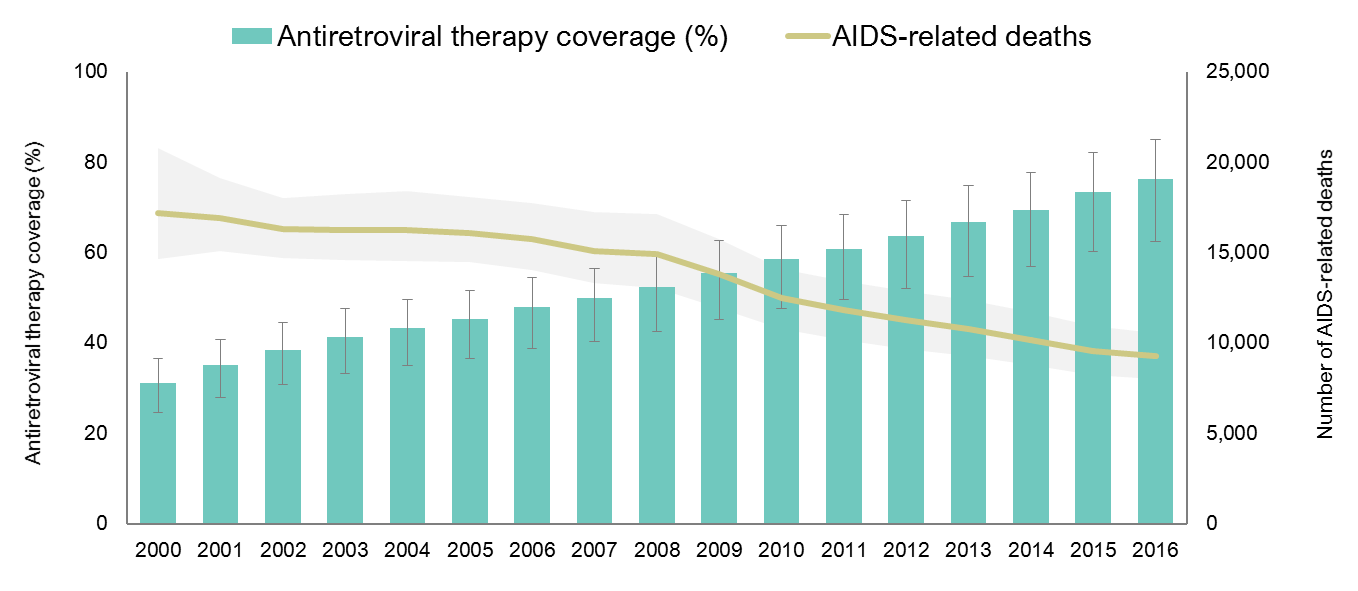 Antiretroviral therapy coverage (%) AIDS-related deaths
100 25,000
80 20,000
60 15,000
40 10,000
20 5,000
0 0
Antiretroviral therapy coverage (%)
Number of AIDS-related deaths
2000 2001 2002 2003 2004 2005 2006 2007 2008 2009 2010 2011 2012 2013 2014 2015 2016